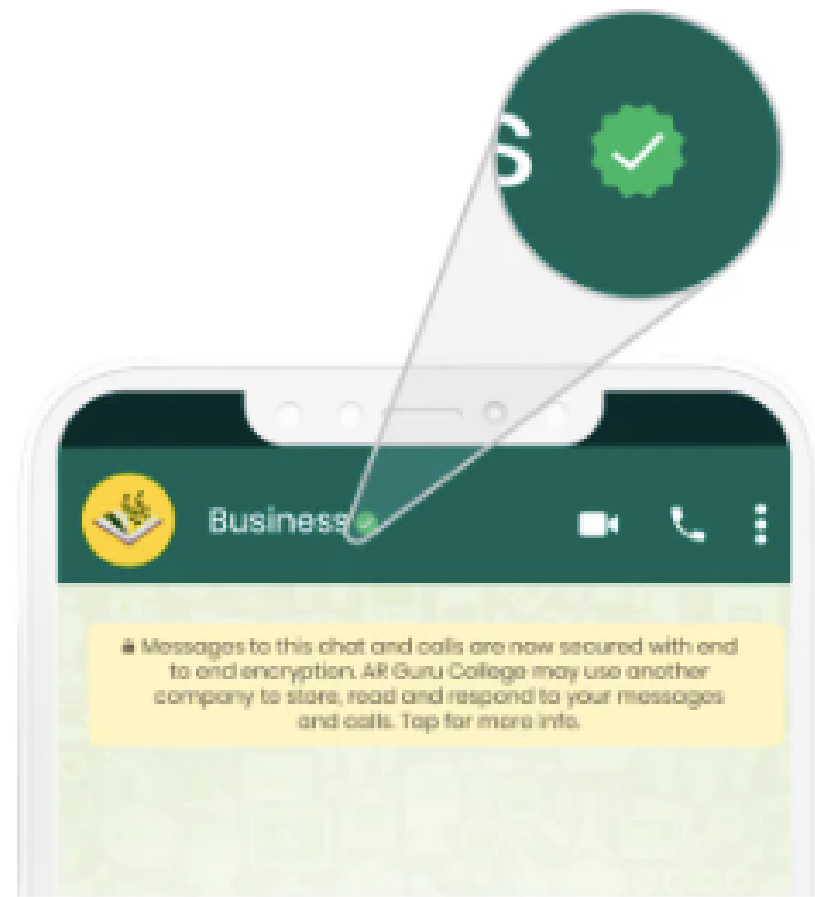 s
Business
Messages to this chat and calls are now secured with end
to end encryption. AR Guru College may use another
company to store, read and respond to your messages
and calls. Tap for more info.